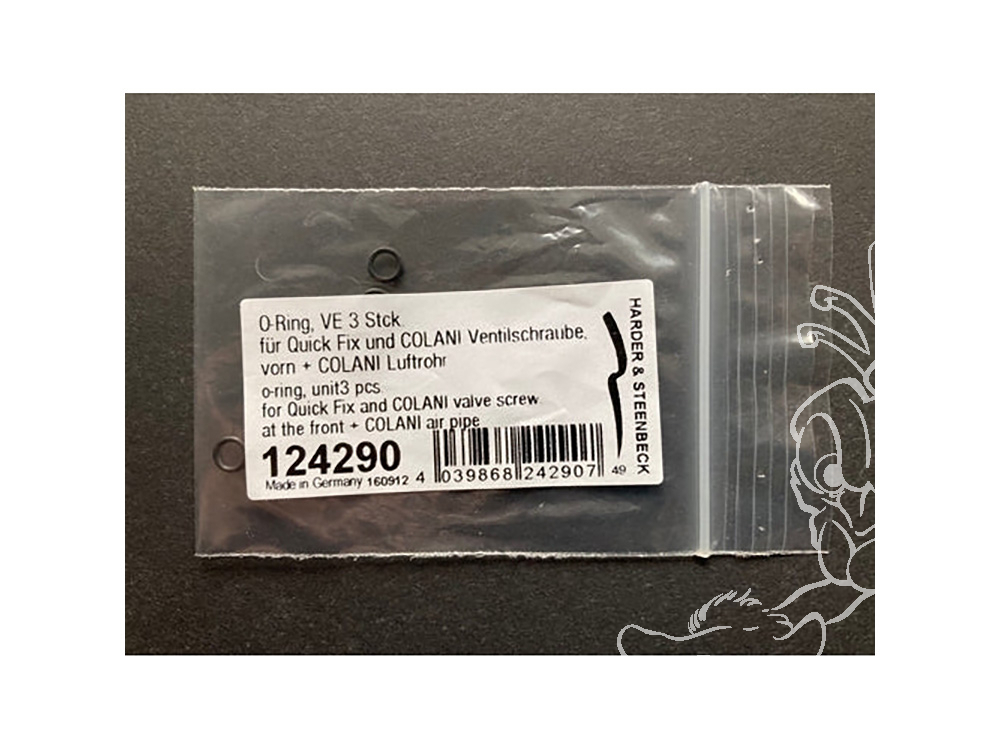 O-Ring, VE 3 Stck.
für Quick Fix und COLANI Ventilschraube,
vorn + COLANI Luftrohr
o-ring, unit3 pcs.
for Quick Fix and COLANI valve screw
at the front + COLANI air pipe
124290
Made in Germany 160912
4 039868 242907
49
HARDER & STEENBECK